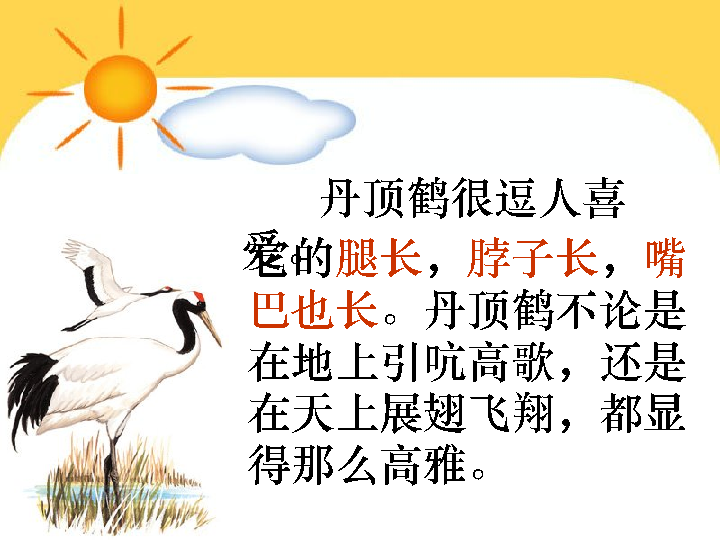 丹顶鹤很逗人喜
爱。
它的腿长，脖子长，嘴
巴也长。丹顶鹤不论是
在地上引吭高歌，还是
在天上展翅飞翔，都显
得那么高雅。